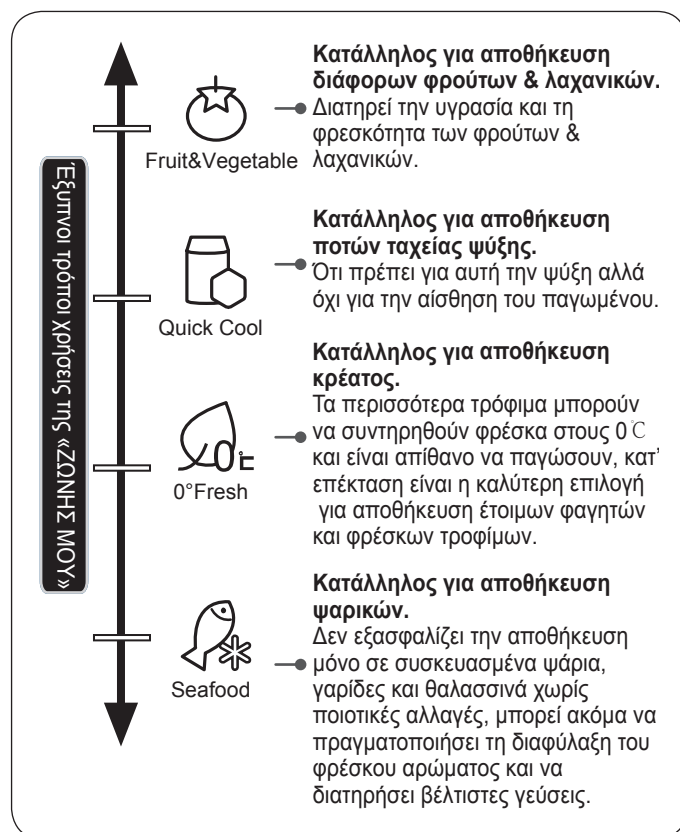 Έξυπνοι τρόποι χρήσεις της «ΖΩΝΗΣ ΜΟΥ»
Fruit&Vegetable
Κατάλληλος για αποθήκευση
διάφορων φρούτων & λαχανικών.
Διατηρεί την υγρασία και τη
φρεσκότητα των φρούτων &
λαχανικών.
Quick Cool
Κατάλληλος για αποθήκευση
ποτών ταχείας ψύξης.
Ότι πρέπει για αυτή την ψύξη αλλά
όχι για την αίσθηση του παγωμένου.
0℃
0°Fresh
Κατάλληλος για αποθήκευση
κρέατος.
Τα περισσότερα τρόφιμα μπορούν
να συντηρηθούν φρέσκα στους 0℃
και είναι απίθανο να παγώσουν, κατ'
επέκταση είναι η καλύτερη επιλογή
για αποθήκευση έτοιμων φαγητών
και φρέσκων τροφίμων.
Seafood
Κατάλληλος για αποθήκευση
ψαρικών.
Δεν εξασφαλίζει την αποθήκευση
μόνο σε συσκευασμένα ψάρια,
γαρίδες και θαλασσινά χωρίς
ποιοτικές αλλαγές, μπορεί ακόμα να
πραγματοποιήσει τη διαφύλαξη του
φρέσκου αρώματος και να
διατηρήσει βέλτιστες γεύσεις.